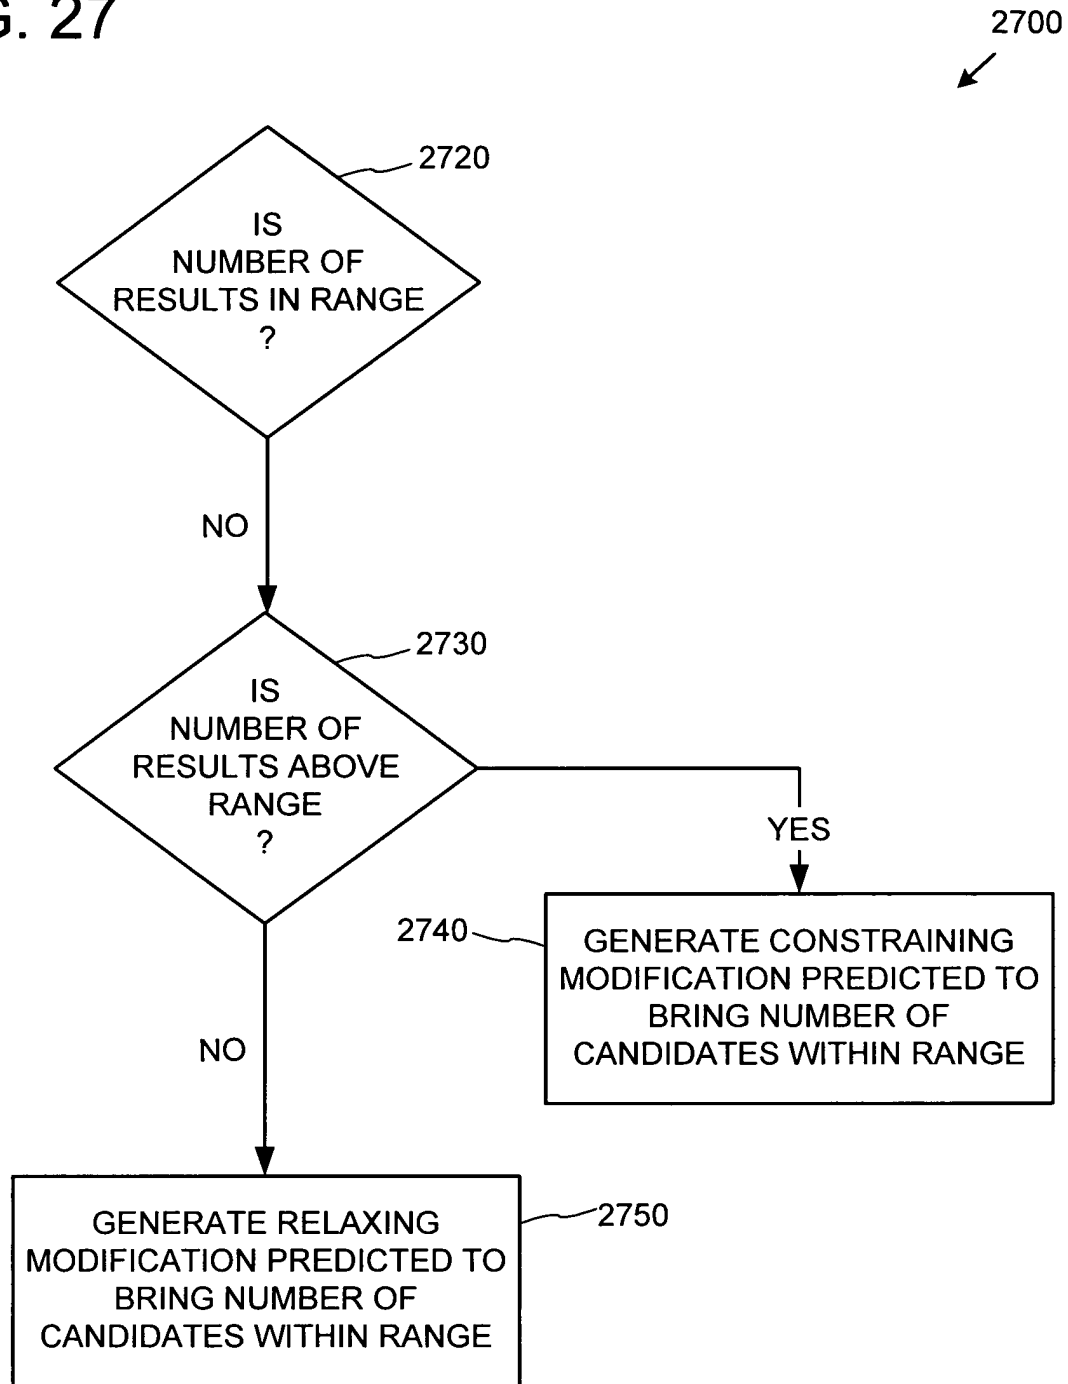 G. 27
2700
2720
IS
NUMBER OF
RESULTS IN RANGE
?
NO
2730
IS
NUMBER OF
RESULTS ABOVE
RANGE
?
YES
2740
GENERATE CONSTRAINING
MODIFICATION PREDICTED TO
BRING NUMBER OF
CANDIDATES WITHIN RANGE
NO
2750
GENERATE RELAXING
MODIFICATION PREDICTED TO
BRING NUMBER OF
CANDIDATES WITHIN RANGE